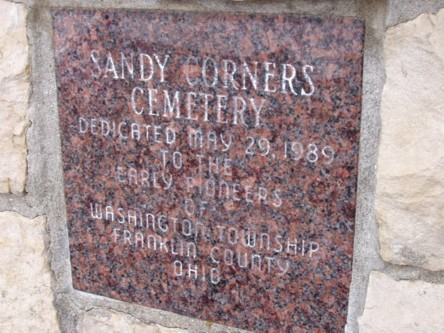 SANDY CORNERS
CEMETERY
DEDICATED MAY 29, 1989
TO THE
EARLY PIONEERS
OF
WASHINGTON TOWNSHIP
FRANKLIN COUNTY
OHIO